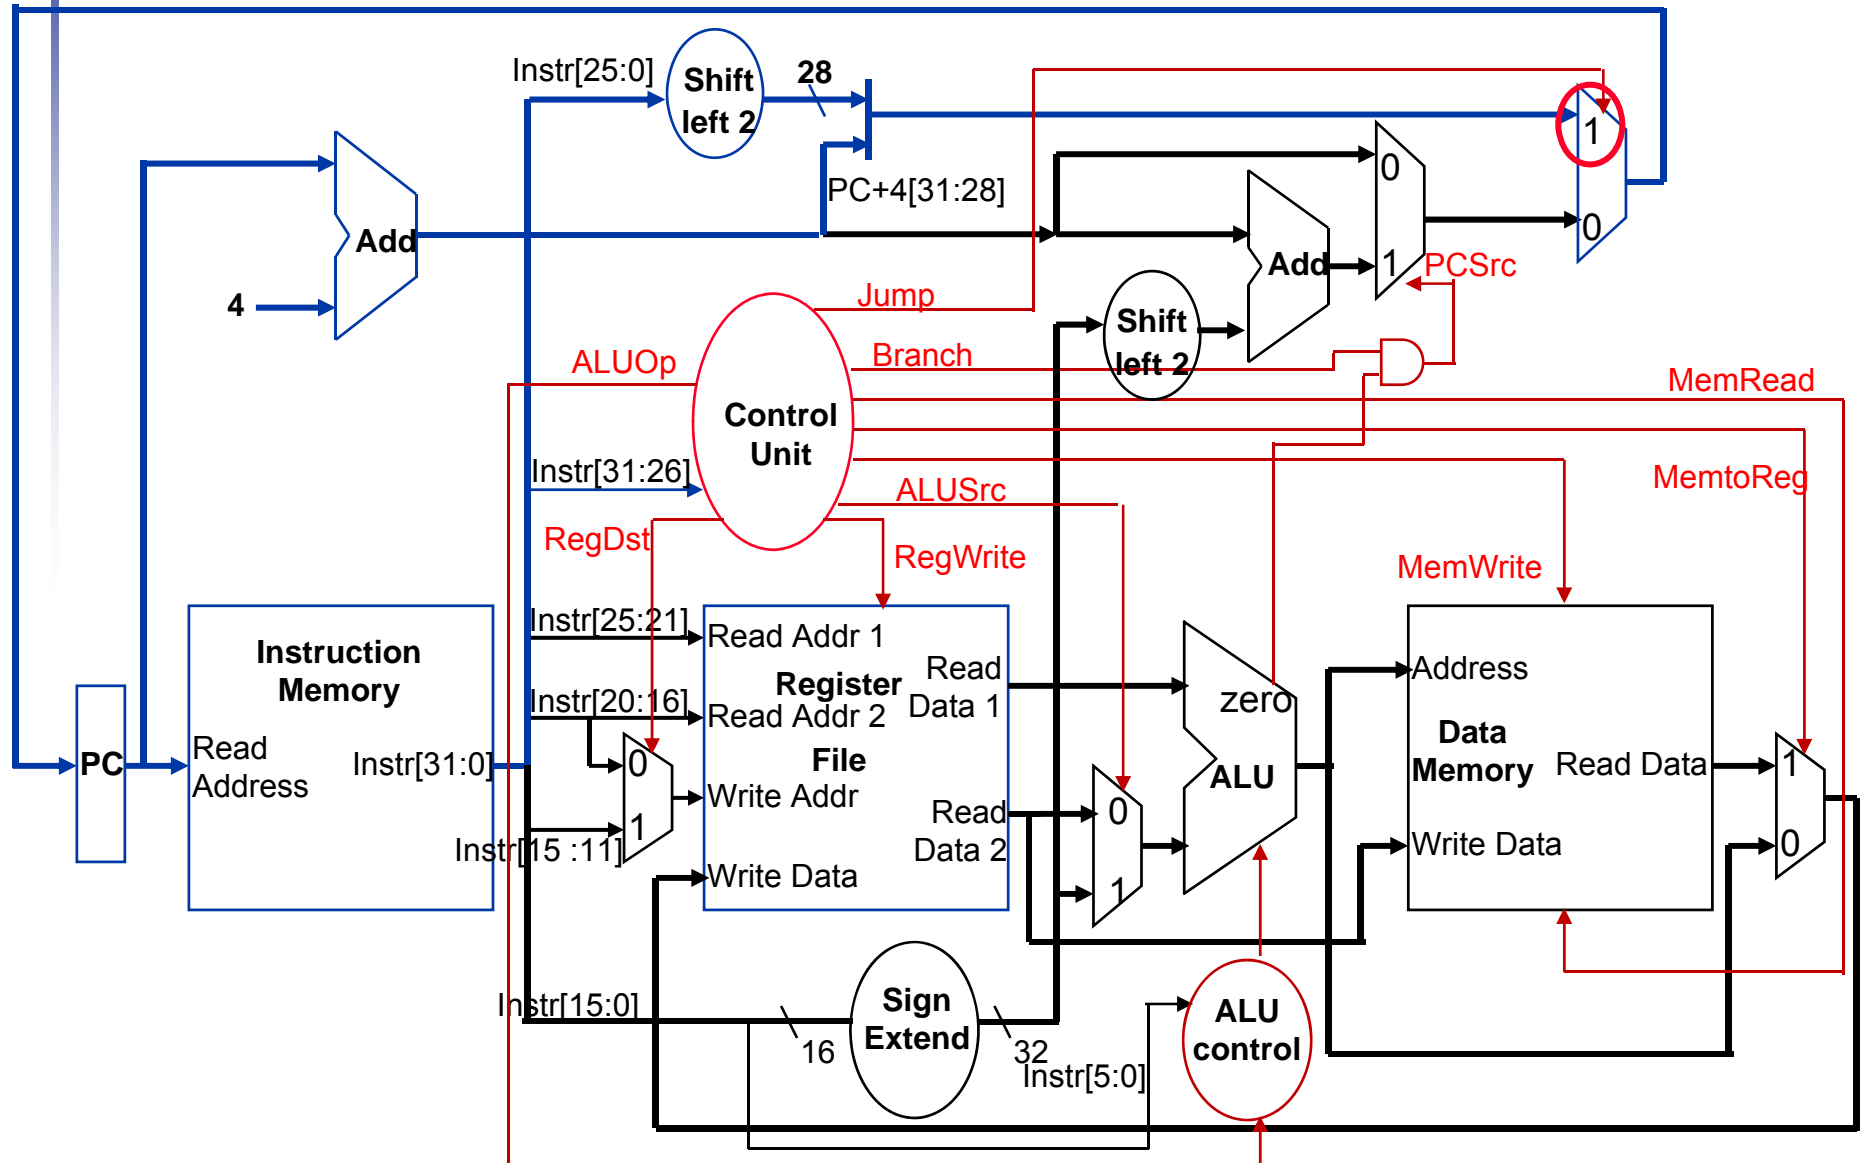 Instr[25:0]
Shift
left 2
28
1
0
PC+4[31:28]
0
1
Add
Add
PCSrc
4
Jump
Shift
left 2
ALUOp
Branch
MemRead
Control
Unit
Instr[31:26]
ALUSrc
MemtoReg
RegDst
RegWrite
MemWrite
Instruction
Memory
Instr[25:21]
Read Addr 1
Register
Read
Data 1
zero
Address
Instr[20:16]
Read Addr 2
Data
Memory
PC
Read
Address
Instr[31:0]
0
1
File
ALU
Read Data
1
0
Write Addr
Read
Data 2
0
1
Instr[15 :11]
Write Data
Write Data
Instr[15:0]
Sign
Extend
16
32
Instr[5:0]
ALU
control